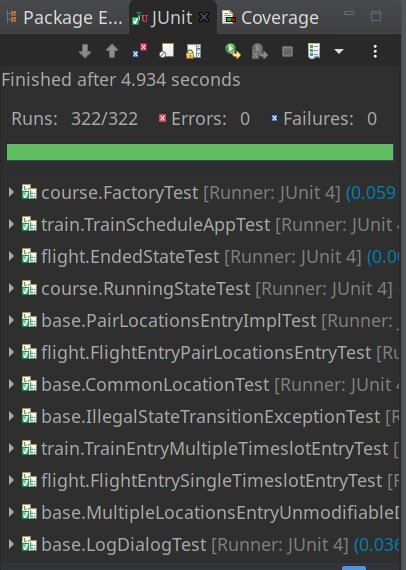 Package E... JUnit Coverage
Finished after 4.934 seconds
Runs: 322/322 Errors: 0 Failures: 0
course.FactoryTest [Runner: JUnit 4] (0.059
train.TrainScheduleAppTest [Runner: JUnit
flight.EndedStateTest [Runner: JUnit 4] (0.00
course.RunningStateTest [Runner: JUnit 4]
base.PairLocationsEntryImplTest [Runner:
flight.FlightEntryPairLocationsEntryTest [Ru
base.CommonLocationTest [Runner: JUnit 4]
base.IllegalStateTransitionExceptionTest [R
train.TrainEntryMultipleTimeslotEntryTest [
flight.FlightEntrySingleTimeslotEntryTest [R
base.MultipleLocationsEntryUnmodifiableD
base.LogDialogTest [Runner: JUnit 4] (0.036